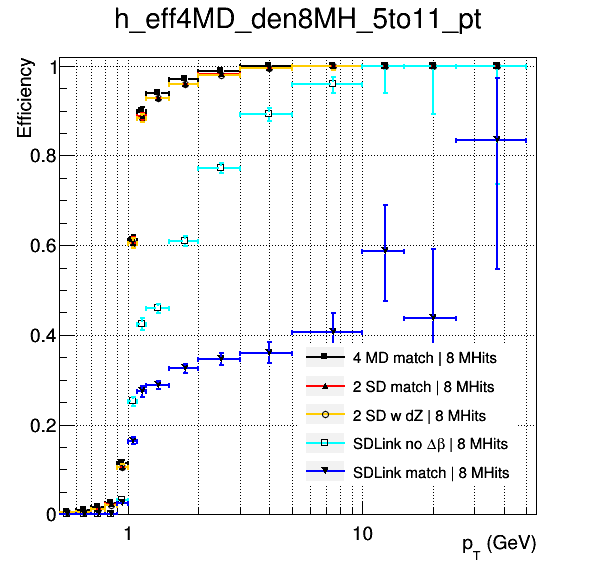 h_eff4MD_den8MH_5to11_pt
Efficiency
1
0.8
0.6
0.4
0.2
0
4 MD match | 8 MHits
2 SD match | 8 MHits
2 SD w dZ | 8 MHits
SDLink no Δβ | 8 MHits
SDLink match | 8 MHits
1 10
p_T (GeV)